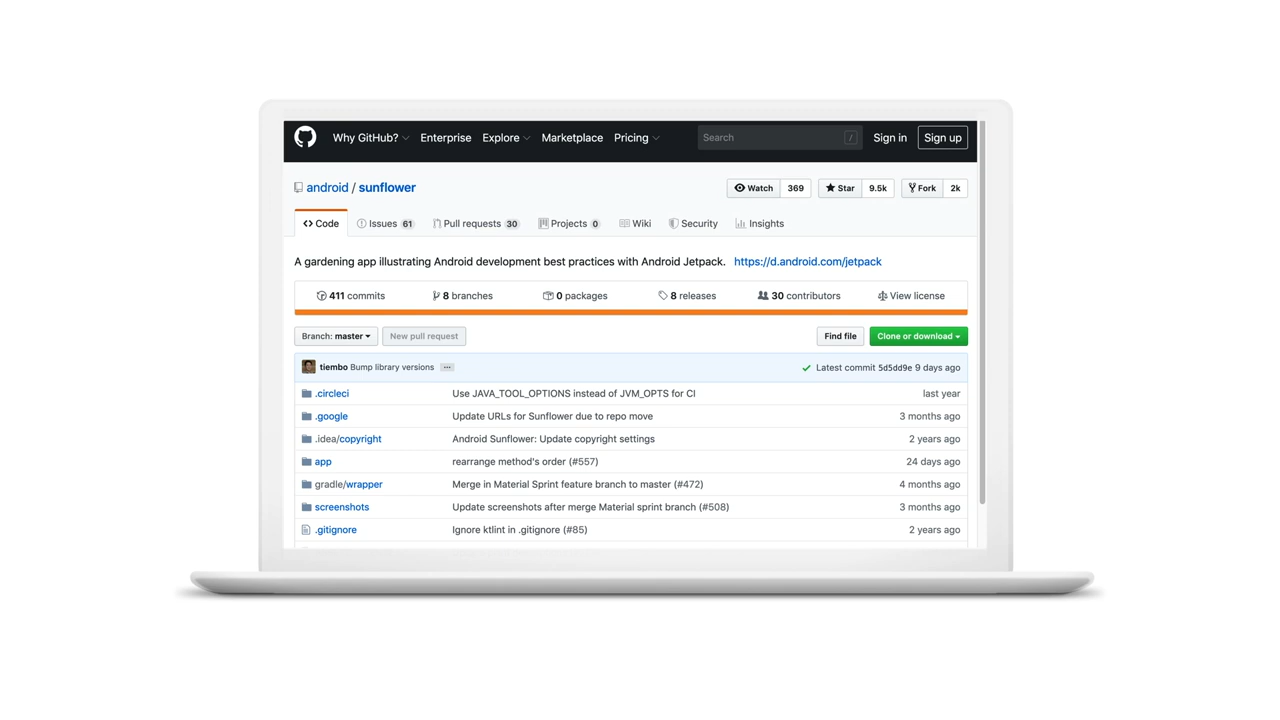 Why GitHub? Enterprise Explore Marketplace Pricing Search / Sign in Sign up
android / sunflower Watch 369 Star 9.5k Fork 2k
Code Issues 61 Pull requests 30 Projects 0 Wiki Security Insights
A gardening app illustrating Android development best practices with Android Jetpack. https://d.android.com/jetpack
411 commits 8 branches 0 packages 8 releases 30 contributors View license
Branch: master New pull request Find file Clone or download
tiembo Bump library versions ... Latest commit 5d5dd9e 9 days ago
.circleci Use JAVA_TOOL_OPTIONS instead of JVM_OPTS for CI last year
.google Update URLs for Sunflower due to repo move 3 months ago
.idea/copyright Android Sunflower: Update copyright settings 2 years ago
app rearrange method's order (#557) 24 days ago
gradle/wrapper Merge in Material Sprint feature branch to master (#472) 4 months ago
screenshots Update screenshots after merge Material sprint branch (#508) 3 months ago
.gitignore Ignore ktlint in .gitignore (#85) 2 years ago